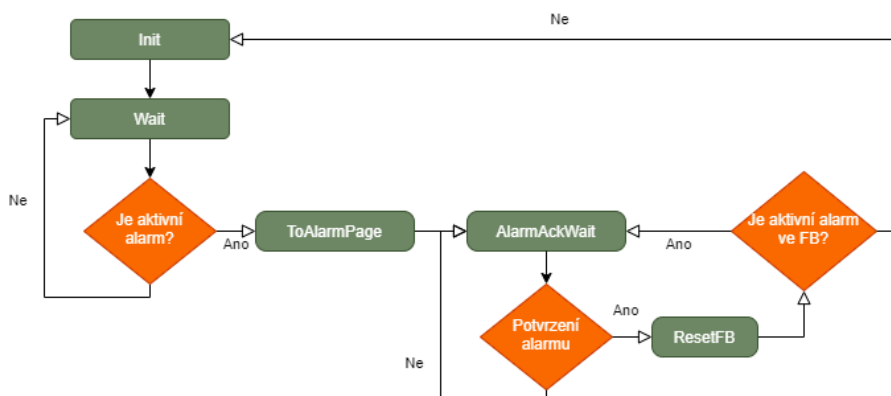 Ne
Init
Wait
Ne
Je aktivní
alarm?
Ano
ToAlarmPage
AlarmAckWait
Ano
Je aktivní alarm
ve FB?
Potvrzení
alarmu
Ano
ResetFB
Ne